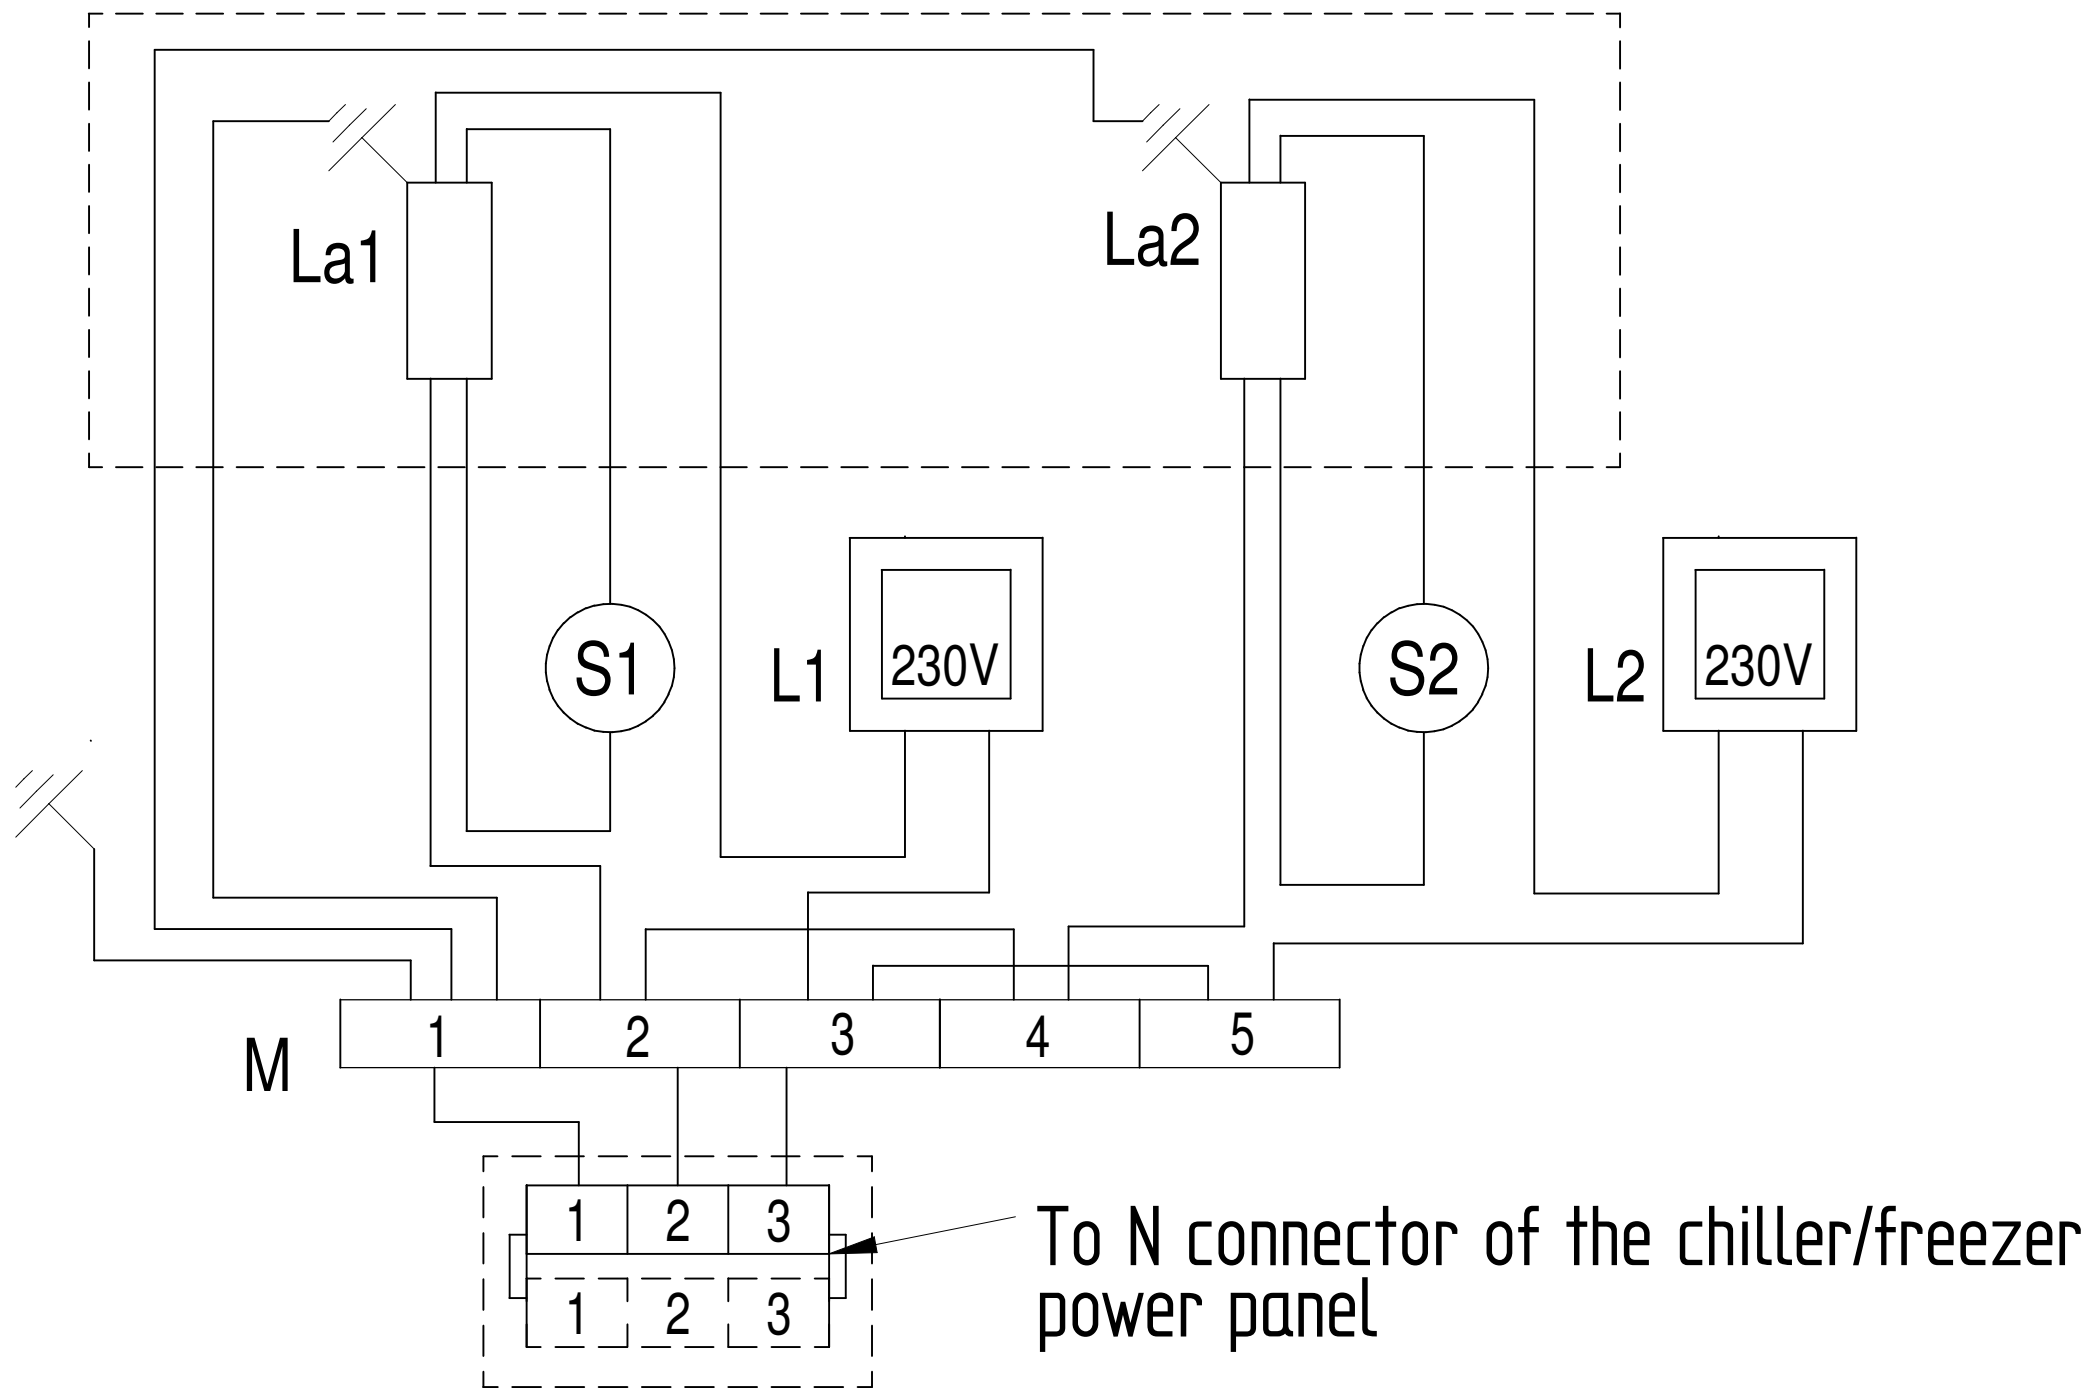 La1
La2
S1
L1
230V
S2
L2
230V
M
1 2 3 4 5
1 2 3
1 2 3
To N connector of the chiller/freezer
power panel